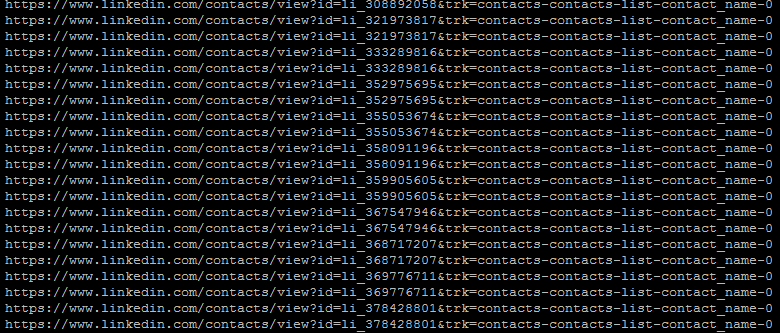 https://www.linkedin.com/contacts/view?id=li_308892058&trk=contacts-contacts-list-contact_name-0
https://www.linkedin.com/contacts/view?id=li_321973817&trk=contacts-contacts-list-contact_name-0
https://www.linkedin.com/contacts/view?id=li_321973817&trk=contacts-contacts-list-contact_name-0
https://www.linkedin.com/contacts/view?id=li_333289816&trk=contacts-contacts-list-contact_name-0
https://www.linkedin.com/contacts/view?id=li_333289816&trk=contacts-contacts-list-contact_name-0
https://www.linkedin.com/contacts/view?id=li_352975695&trk=contacts-contacts-list-contact_name-0
https://www.linkedin.com/contacts/view?id=li_352975695&trk=contacts-contacts-list-contact_name-0
https://www.linkedin.com/contacts/view?id=li_355053674&trk=contacts-contacts-list-contact_name-0
https://www.linkedin.com/contacts/view?id=li_355053674&trk=contacts-contacts-list-contact_name-0
https://www.linkedin.com/contacts/view?id=li_358091196&trk=contacts-contacts-list-contact_name-0
https://www.linkedin.com/contacts/view?id=li_358091196&trk=contacts-contacts-list-contact_name-0
https://www.linkedin.com/contacts/view?id=li_359905605&trk=contacts-contacts-list-contact_name-0
https://www.linkedin.com/contacts/view?id=li_359905605&trk=contacts-contacts-list-contact_name-0
https://www.linkedin.com/contacts/view?id=li_367547946&trk=contacts-contacts-list-contact_name-0
https://www.linkedin.com/contacts/view?id=li_367547946&trk=contacts-contacts-list-contact_name-0
https://www.linkedin.com/contacts/view?id=li_368717207&trk=contacts-contacts-list-contact_name-0
https://www.linkedin.com/contacts/view?id=li_368717207&trk=contacts-contacts-list-contact_name-0
https://www.linkedin.com/contacts/view?id=li_369776711&trk=contacts-contacts-list-contact_name-0
https://www.linkedin.com/contacts/view?id=li_369776711&trk=contacts-contacts-list-contact_name-0
https://www.linkedin.com/contacts/view?id=li_378428801&trk=contacts-contacts-list-contact_name-0
https://www.linkedin.com/contacts/view?id=li_378428801&trk=contacts-contacts-list-contact_name-0